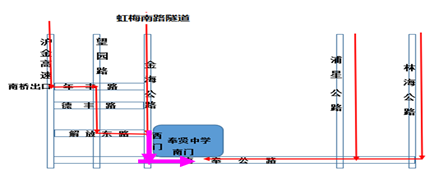 虹梅南路隧道
沪金高速
望园路
金海公路
浦星公路
林海公路
南桥出口
年丰路
德丰路
解放东路
西门
奉贤中学
南门
奉公路